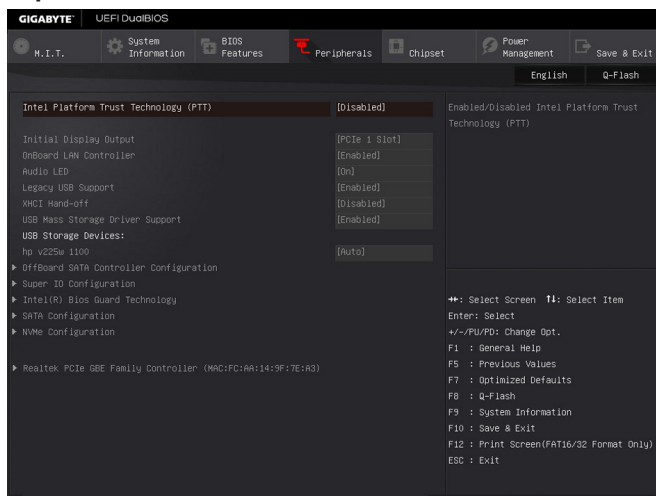 GIGABYTE™ UEFI DualBIOS
M.I.T.
System Information
BIOS Features
Peripherals
Chipset
Power Management
Save & Exit
English Q-Flash
Intel Platform Trust Technology (PTT) [Disabled]
Initial Display Output [PCIe 1 Slot]
OnBoard LAN Controller [Enabled]
Audio LED [On]
Legacy USB Support [Enabled]
XHCI Hand-off [Disabled]
USB Mass Storage Driver Support [Enabled]
USB Storage Devices:
hp v225w 1100 [Auto]
OffBoard SATA Controller Configuration
Super IO Configuration
Intel(R) Bios Guard Technology
SATA Configuration
NVMe Configuration
Realtek PCIe GBE Family Controller (MAC:FC:AA:14:9F:7E:A3)
Enabled/Disabled Intel Platform Trust
Technology (PTT)
→←: Select Screen ↑↓: Select Item
Enter: Select
+/-/PU/PD: Change Opt.
F1 : General Help
F5 : Previous Values
F7 : Optimized Defaults
F8 : Q-Flash
F9 : System Information
F10 : Save & Exit
F12 : Print Screen(FAT16/32 Format Only)
ESC : Exit